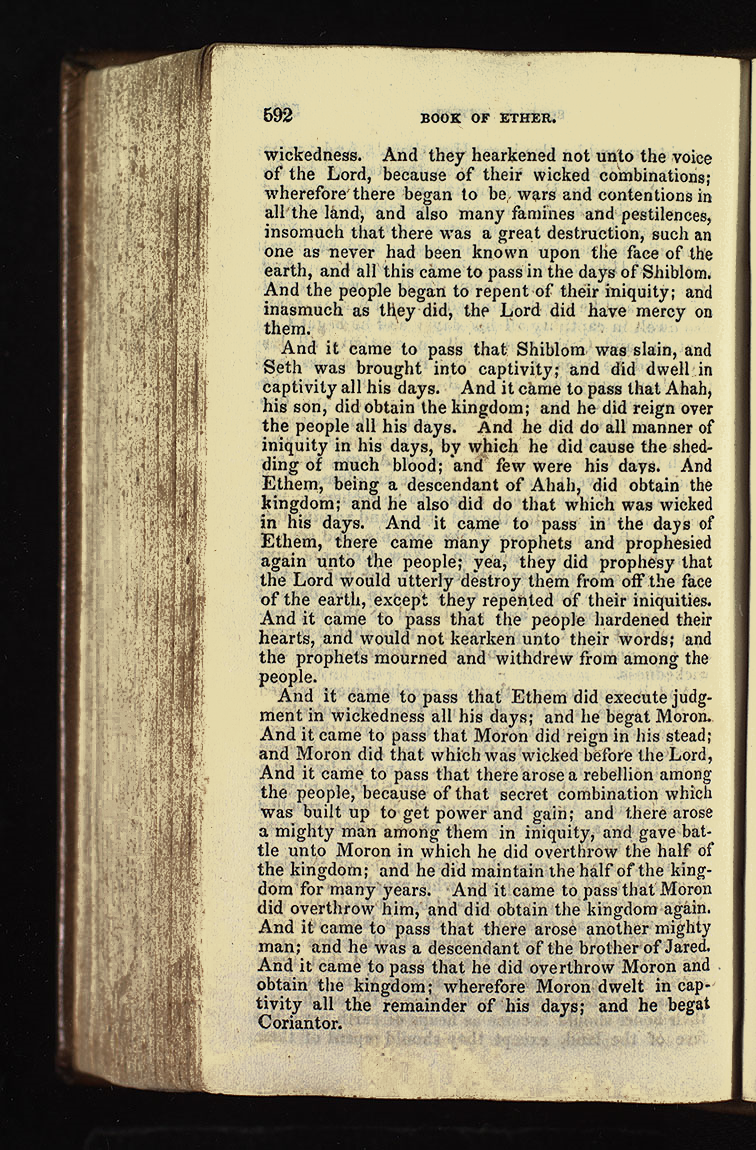 592 BOOK OF ETHER.
wickedness. And they hearkened not unto the voice
of the Lord, because of their wicked combinations;
wherefore there began to be wars and contentions in
all the land, and also many famines and pestilences,
insomuch that there was a great destruction, such an
one as never had been known upon the face of the
earth, and all this came to pass in the days of Shiblom.
And the people began to repent of their iniquity; and
inasmuch as they did, the Lord did have mercy on
them.
And it came to pass that Shiblom was slain, and
Seth was brought into captivity; and did dwell in
captivity all his days. And it came to pass that Ahah,
his son, did obtain the kingdom; and he did reign over
the people all his days. And he did do all manner of
iniquity in his days, by which he did cause the shed-
ding of much blood; and few were his days. And
Ethem, being a descendant of Ahah, did obtain the
kingdom; and he also did do that which was wicked
in his days. And it came to pass in the days of
Ethem, there came many prophets and prophesied
again unto the people; yea, they did prophesy that
the Lord would utterly destroy them from off the face
of the earth, except they repented of their iniquities.
And it came to pass that the people hardened their
hearts, and would not kearken unto their words; and
the prophets mourned and withdrew from among the
people.
And it came to pass that Ethem did execute judg-
ment in wickedness all his days; and he begat Moron.
And it came to pass that Moron did reign in his stead;
and Moron did that which was wicked before the Lord,
And it came to pass that there arose a rebellion among
the people, because of that secret combination which
was built up to get power and gain; and there arose
a mighty man among them in iniquity, and gave bat-
tle unto Moron in which he did overthrow the half of
the kingdom; and he did maintain the half of the king-
dom for many years. And it came to pass that Moron
did overthrow him, and did obtain the kingdom again.
And it came to pass that there arose another mighty
man; and he was a descendant of the brother of Jared.
And it came to pass that he did overthrow Moron and
obtain the kingdom; wherefore Moron dwelt in cap-
tivity all the remainder of his days; and he begat
Coriantor.